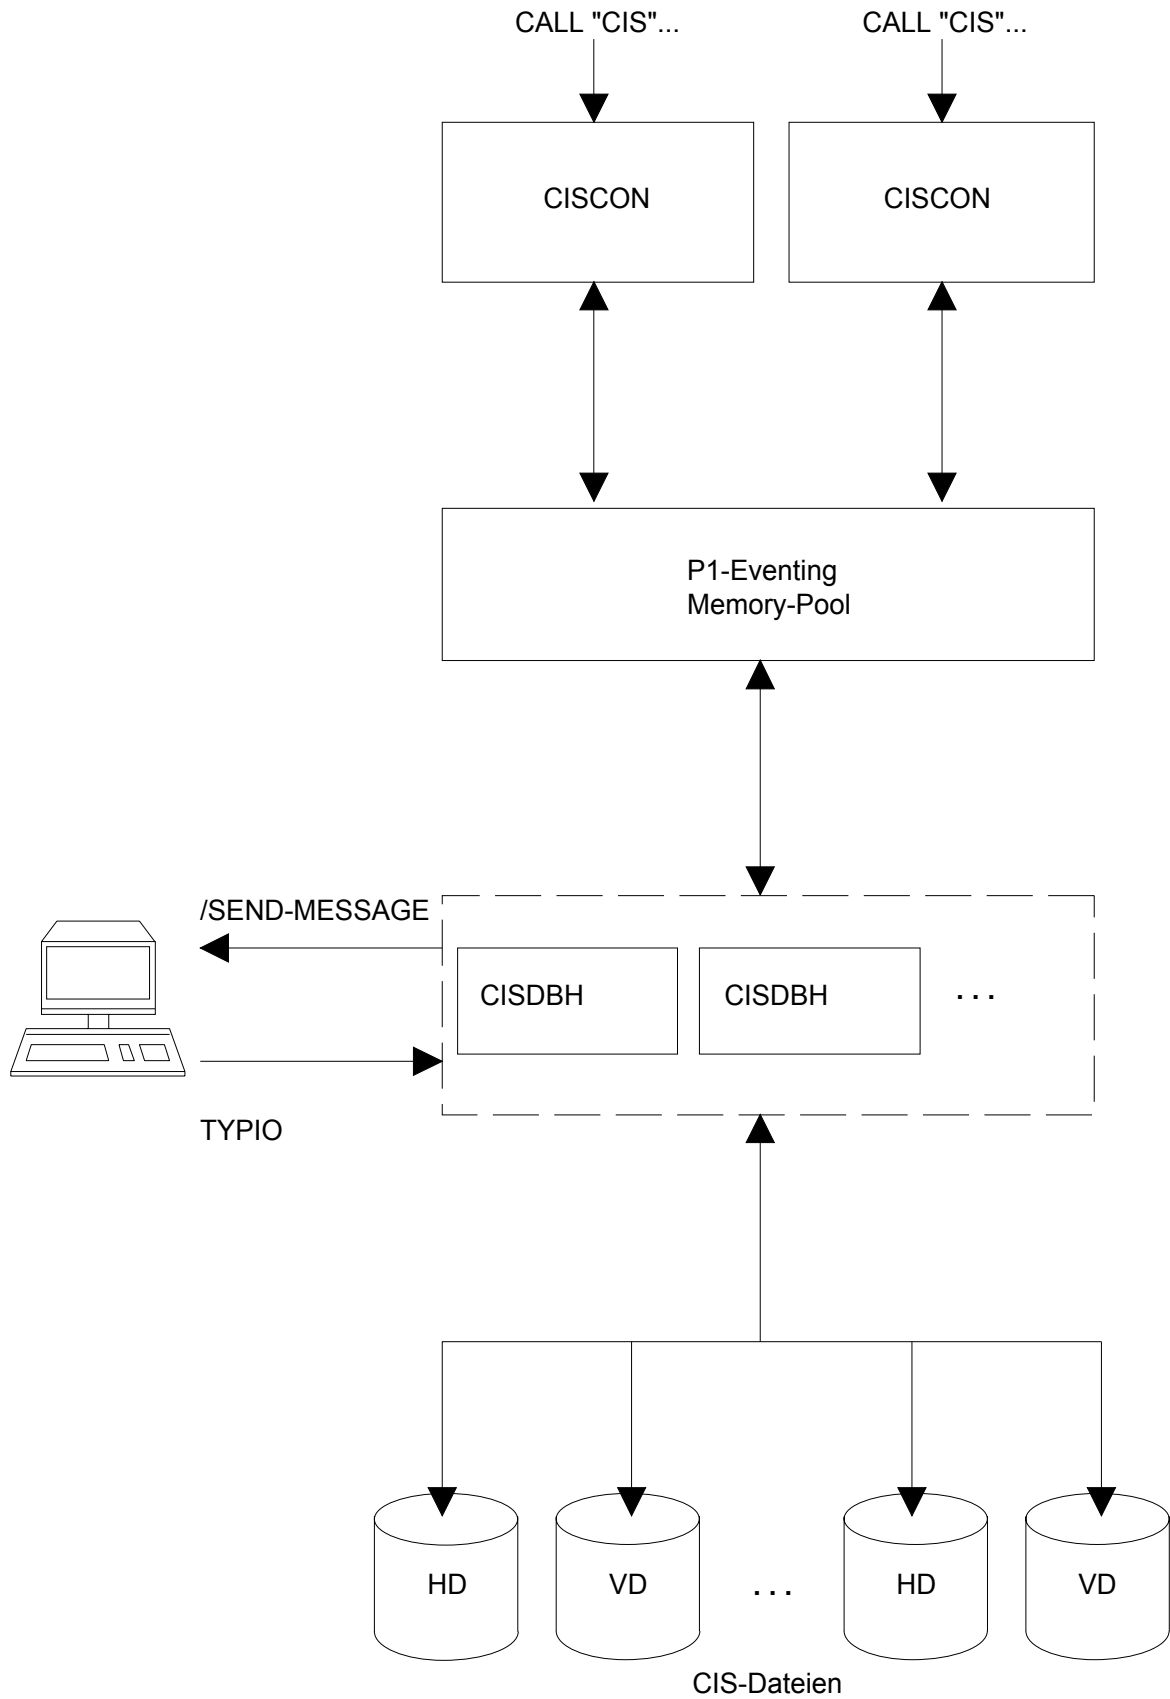 CALL "CIS"...
CALL "CIS"...
CISCON
CISCON
P1-Eventing
Memory-Pool
/SEND-MESSAGE
CISDBH
CISDBH
...
TYPIO
HD
VD
...
HD
VD
CIS-Dateien